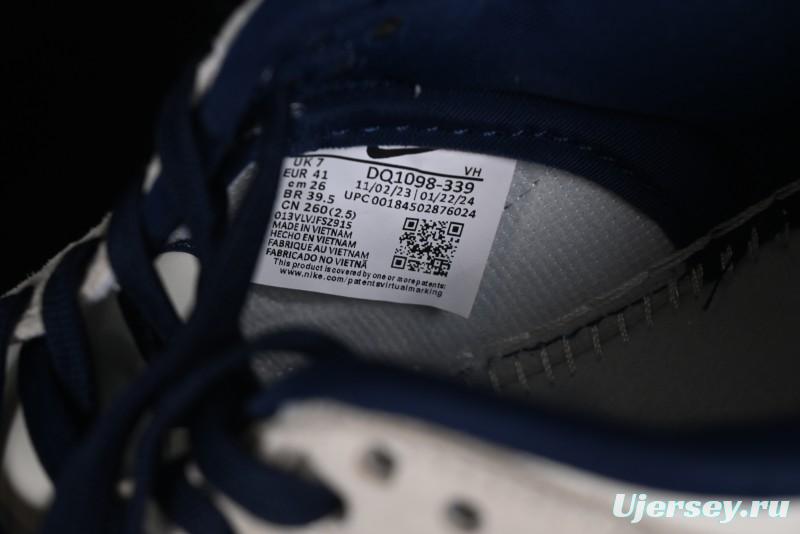 UK 7
EUR 41
cm 26
BR 39.5
CN 260(2.5)
013VLVJFSZ91S
MADE IN VIETNAM
HECHO EN VIETNAM
FABRIQUE AU VIETNAM
FABRICADO NO VIETNÃ
This product is covered by one or more patents:
www.nike.com/patentsvirtualmarking
VH
DQ1098-339
11/02/23 | 01/22/24
UPC 00184502876024
Ujersey.ru